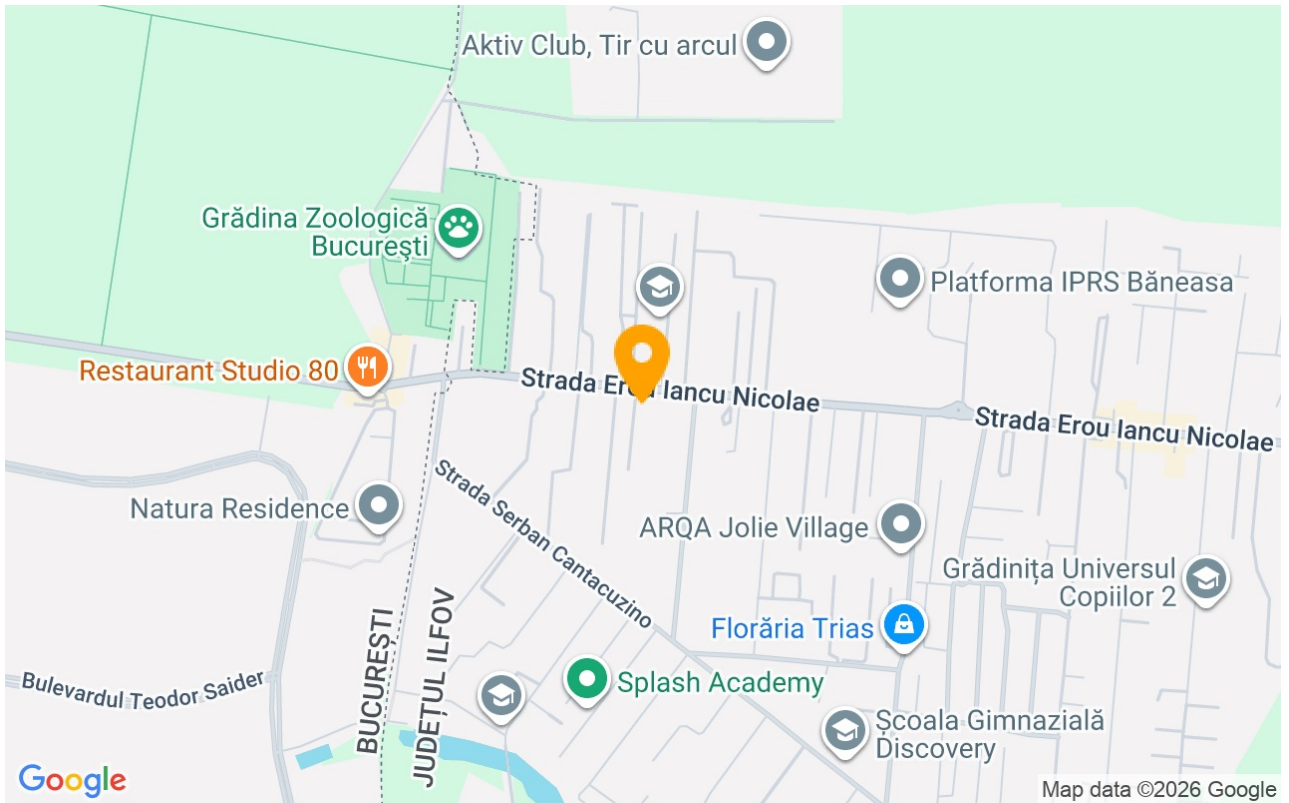 Aktiv Club, Tir cu arcul
Grădina Zoologică
București
Platforma IPRS Băneasa
Restaurant Studio 80
Strada Erou Iancu Nicolae
Strada Erou Iancu Nicolae
Natura Residence
Strada Serban Cantacuzino
ARQA Jolie Village
Grădinița Universul
Copiilor 2
Florăria Trias
BUCUREȘTI
JUDEȚUL ILFOV
Bulevardul Teodor Saider
Splash Academy
Școala Gimnazială
Discovery
Google
Map data ©2026 Google